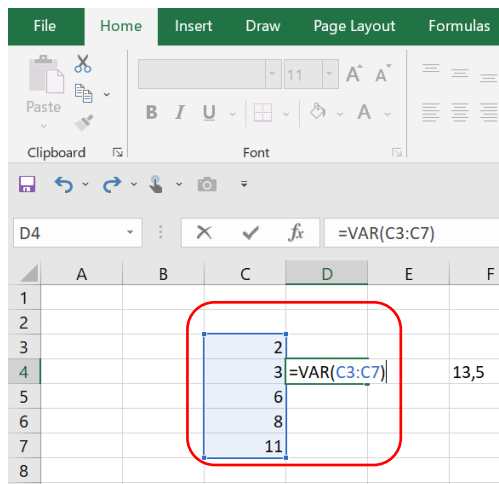 File Home Insert Draw Page Layout Formulas
11 A A
Paste
B I U A
Clipboard Font
D4 fx =VAR(C3:C7)
A B C D E F
1
2
3 2
4 3 =VAR(C3:C7) 13,5
5 6
6 8
7 11
8